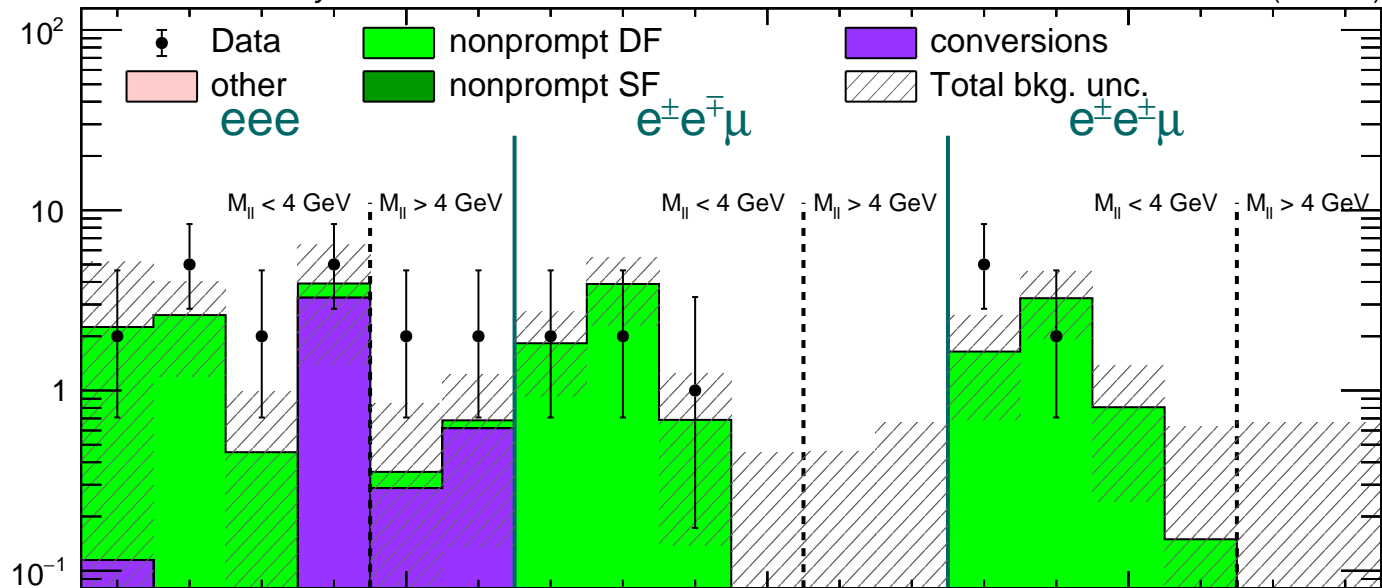 10²
Data
nonprompt DF
conversions
other
nonprompt SF
Total bkg. unc.
eee
e±e∓μ
e±e±μ
M_ll < 4 GeV
M_ll > 4 GeV
M_ll < 4 GeV
M_ll > 4 GeV
M_ll < 4 GeV
M_ll > 4 GeV
10
1
10⁻¹